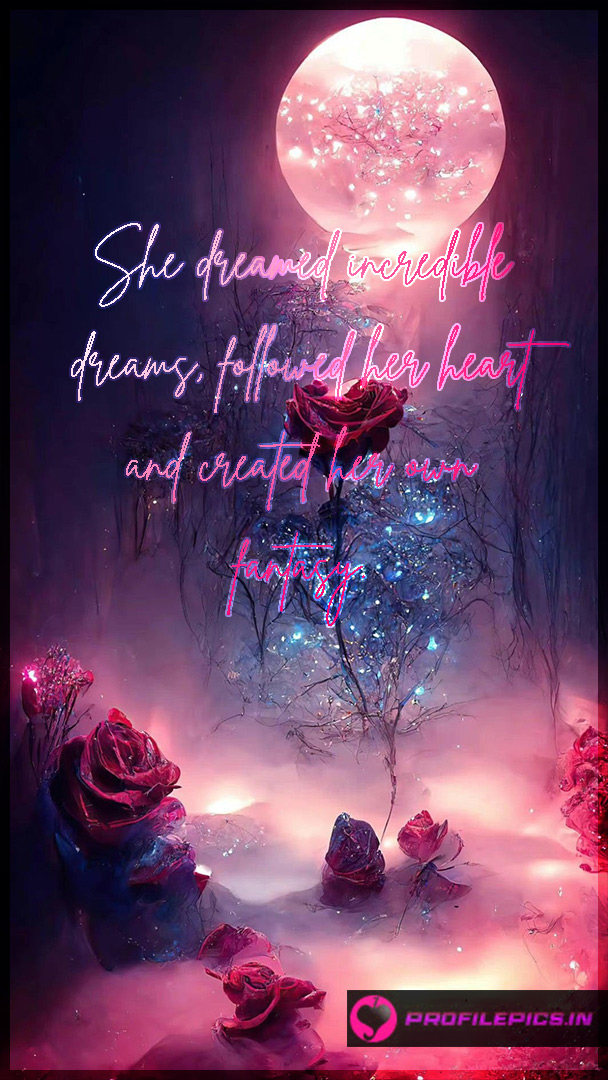 She dreamed incredible
dreams, followed her heart
and created her own
fantasy.
PROFILEPICS.IN